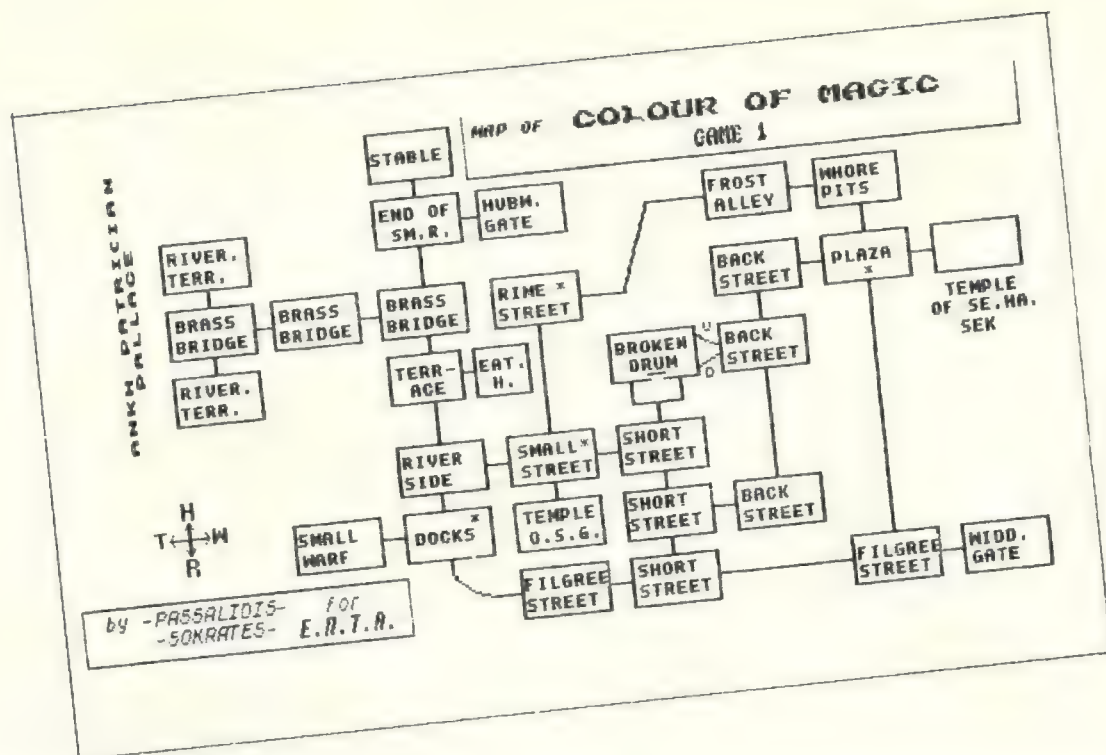 MAP OF COLOUR OF MAGIC
GAME 1
ANKH PATRICIAN
PALLACE
STABLE
END OF
SM.R.
HUBW.
GATE
FROST
ALLEY
WHORE
PITS
RIVER.
TERR.
BRASS
BRIDGE
BRASS
BRIDGE
BRASS
BRIDGE
RIME *
STREET
BACK
STREET
PLAZA
*
TEMPLE
OF SE.HA.
SEK
RIVER.
TERR.
TERR-
ACE
EAT.
H.
BROKEN
DRUM
U
D
BACK
STREET
RIVER
SIDE
SMALL*
STREET
SHORT
STREET
H
T W
R
SMALL
WARF
DOCKS*
TEMPLE
O.S.G.
SHORT
STREET
BACK
STREET
FILGREE
STREET
SHORT
STREET
FILGREE
STREET
WIDD.
GATE
by -PASSALIDIS- for
-SOKRATES- E.N.T.A.